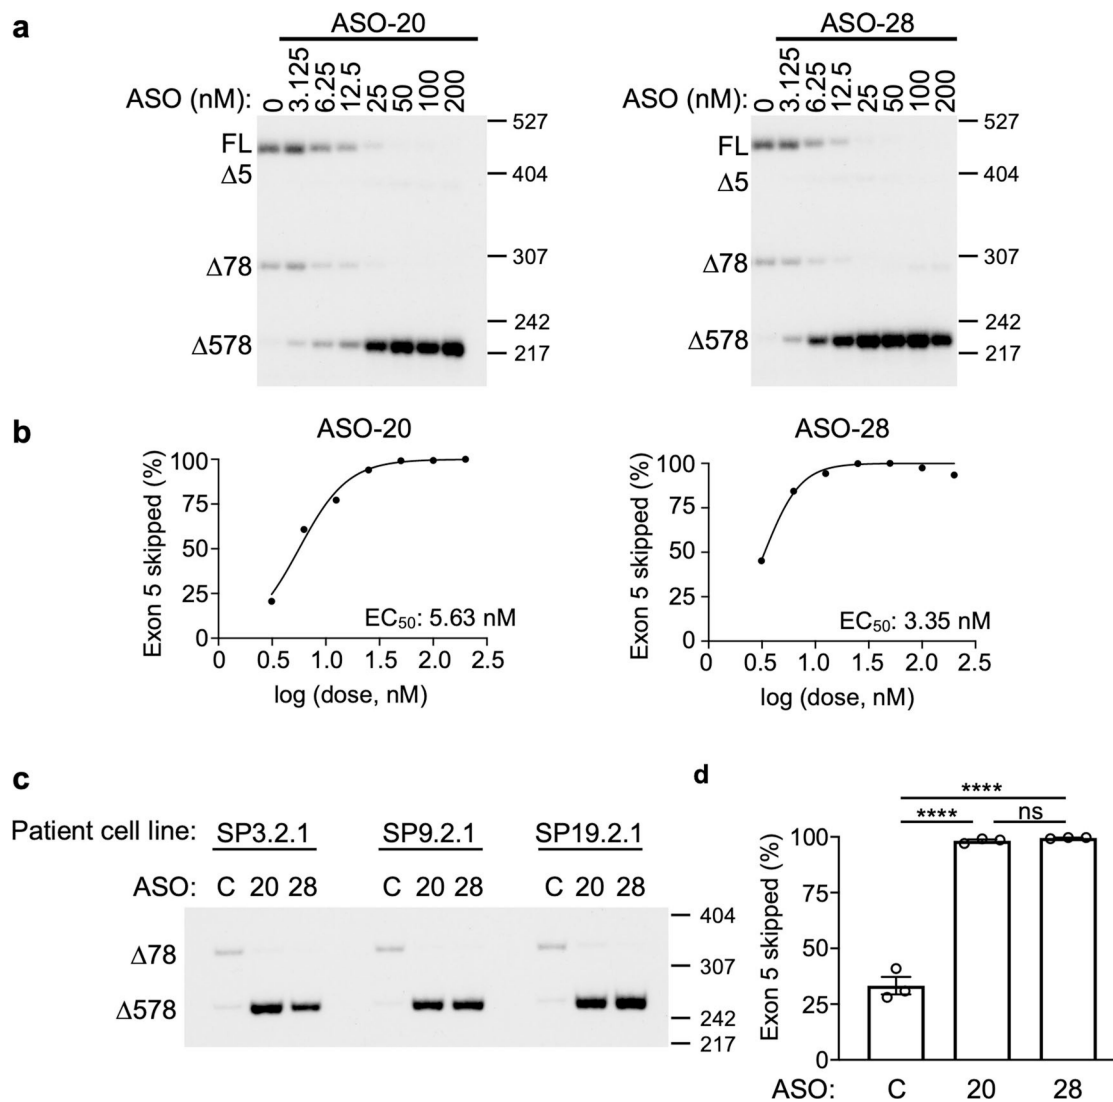 a
ASO-20
ASO (nM): 0 3.125 6.25 12.5 25 50 100 200
FL
Δ5
Δ78
Δ578
527
404
307
242
217
ASO-28
ASO (nM): 0 3.125 6.25 12.5 25 50 100 200
FL
Δ5
Δ78
Δ578
527
404
307
242
217
b
ASO-20
Exon 5 skipped (%)
100
75
50
25
0
EC50: 5.63 nM
0 0.5 1.0 1.5 2.0 2.5
log (dose, nM)
ASO-28
Exon 5 skipped (%)
100
75
50
25
0
EC50: 3.35 nM
0 0.5 1.0 1.5 2.0 2.5
log (dose, nM)
c
Patient cell line: SP3.2.1 SP9.2.1 SP19.2.1
ASO: C 20 28 C 20 28 C 20 28
Δ78
Δ578
404
307
242
217
d
****
**** ns
Exon 5 skipped (%)
100
75
50
25
0
ASO: C 20 28